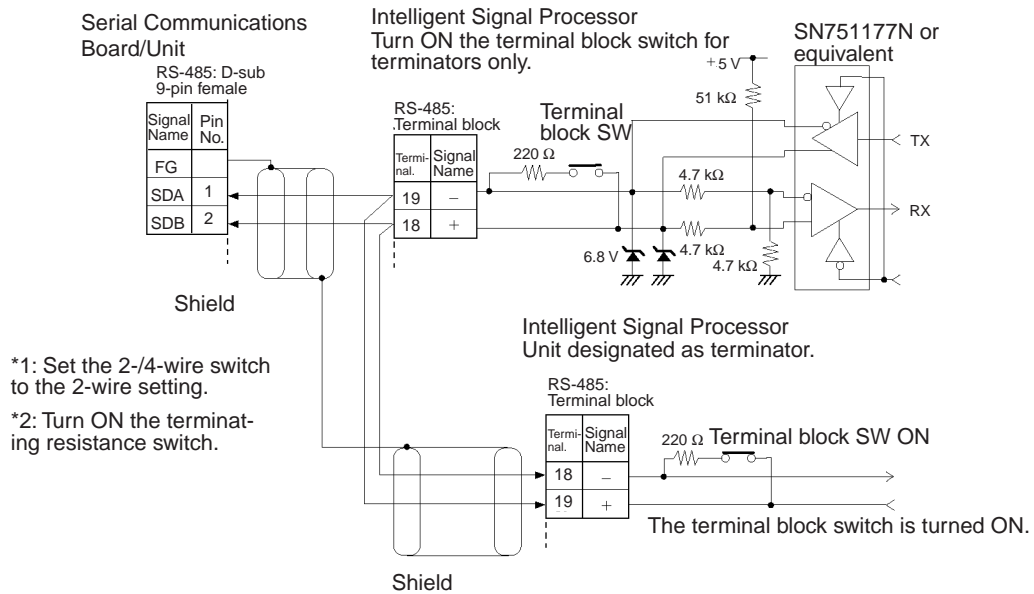 Serial Communications
Board/Unit
RS-485: D-sub
9-pin female
Signal Name
Pin No.
FG
SDA 1
SDB 2
Shield
Intelligent Signal Processor
Turn ON the terminal block switch for
terminators only.
RS-485:
Terminal block
Termi-
nal.
Signal
Name
19 −
18 +
Terminal
block SW
220 Ω
+5 V
51 kΩ
4.7 kΩ
4.7 kΩ
4.7 kΩ
6.8 V
SN751177N or
equivalent
TX
RX
*1: Set the 2-/4-wire switch
to the 2-wire setting.
*2: Turn ON the terminat-
ing resistance switch.
Intelligent Signal Processor
Unit designated as terminator.
RS-485:
Terminal block
Termi-
nal.
Signal
Name
18 −
19 +
220 Ω
Terminal block SW ON
The terminal block switch is turned ON.
Shield